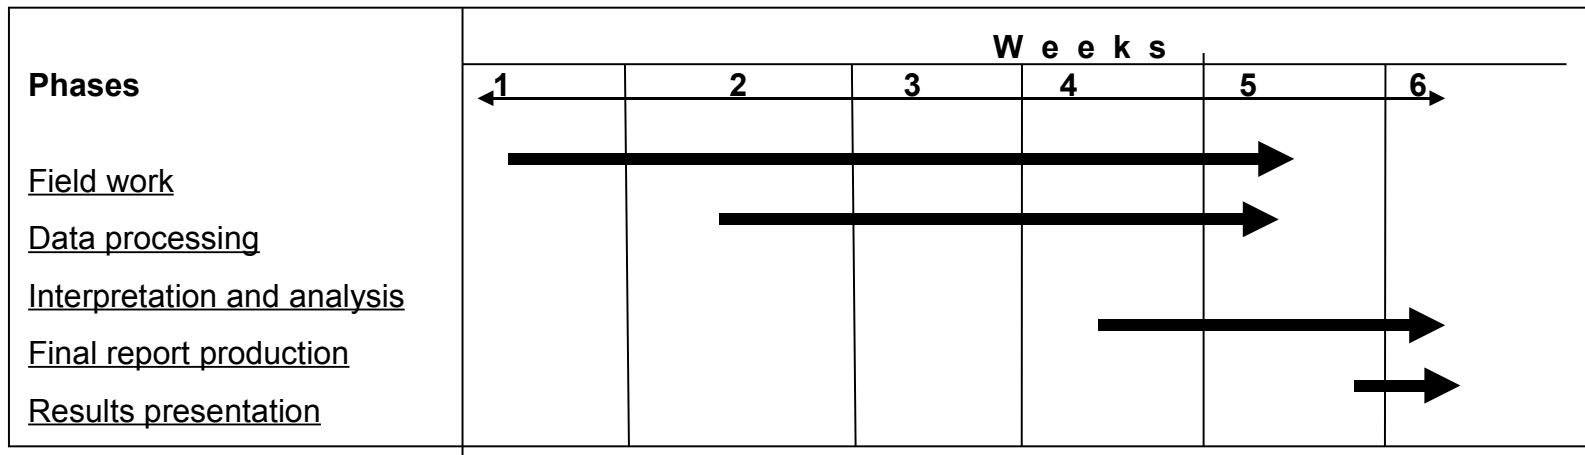 W e e k s
Phases
1 2 3 4 5 6
Field work
Data processing
Interpretation and analysis
Final report production
Results presentation